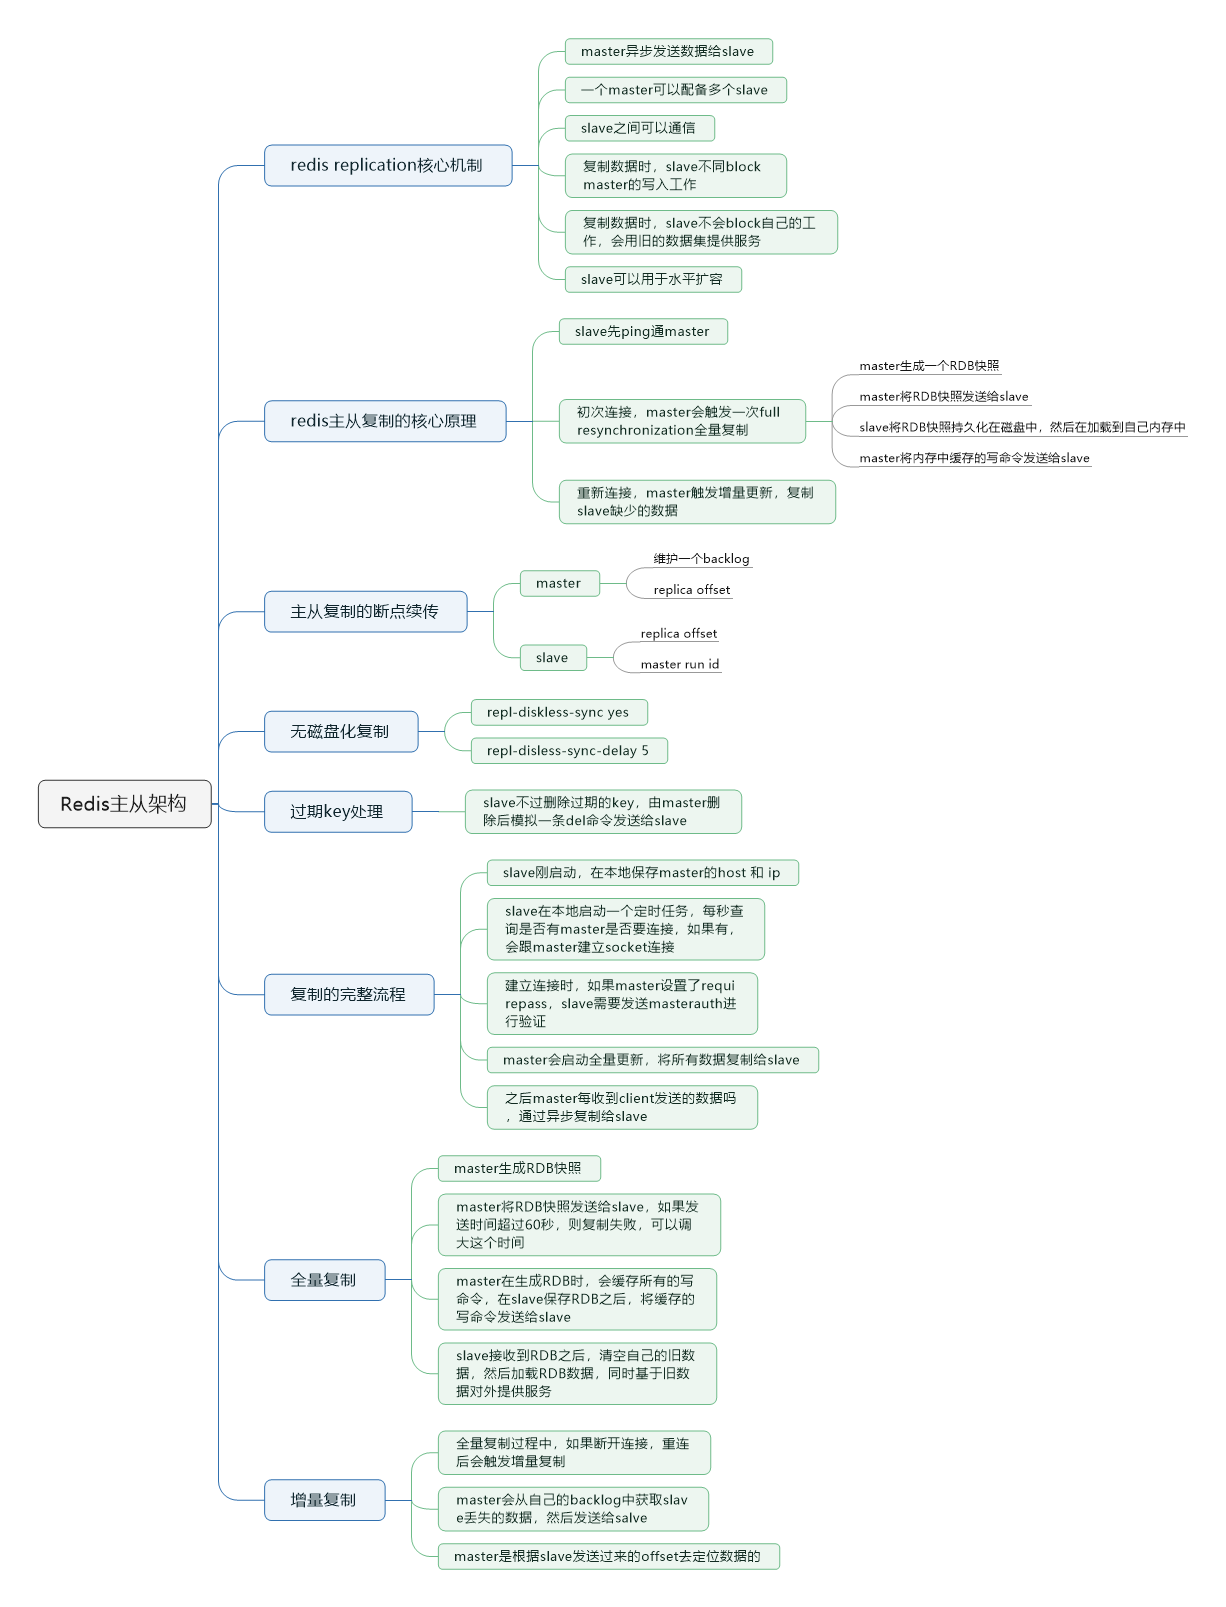 Redis主从架构
redis replication核心机制
master异步发送数据给slave
一个master可以配备多个slave
slave之间可以通信
复制数据时，slave不同block
master的写入工作
复制数据时，slave不会block自己的工
作，会用旧的数据集提供服务
slave可以用于水平扩容
redis主从复制的核心原理
slave先ping通master
初次连接，master会触发一次full
resynchronization全量复制
master生成一个RDB快照
master将RDB快照发送给slave
slave将RDB快照持久化在磁盘中，然后在加载到自己内存中
master将内存中缓存的写命令发送给slave
重新连接，master触发增量更新，复制
slave缺少的数据
主从复制的断点续传
master
维护一个backlog
replica offset
slave
replica offset
master run id
无磁盘化复制
repl-diskless-sync yes
repl-disless-sync-delay 5
过期key处理
slave不过删除过期的key，由master删
除后模拟一条del命令发送给slave
复制的完整流程
slave刚启动，在本地保存master的host 和 ip
slave在本地启动一个定时任务，每秒查
询是否有master是否要连接，如果有，
会跟master建立socket连接
建立连接时，如果master设置了requi
repass，slave需要发送masterauth进
行验证
master会启动全量更新，将所有数据复制给slave
之后master每收到client发送的数据吗
，通过异步复制给slave
全量复制
master生成RDB快照
master将RDB快照发送给slave，如果发
送时间超过60秒，则复制失败，可以调
大这个时间
master在生成RDB时，会缓存所有的写
命令，在slave保存RDB之后，将缓存的
写命令发送给slave
slave接收到RDB之后，清空自己的旧数
据，然后加载RDB数据，同时基于旧数
据对外提供服务
增量复制
全量复制过程中，如果断开连接，重连
后会触发增量复制
master会从自己的backlog中获取slav
e丢失的数据，然后发送给salve
master是根据slave发送过来的offset去定位数据的